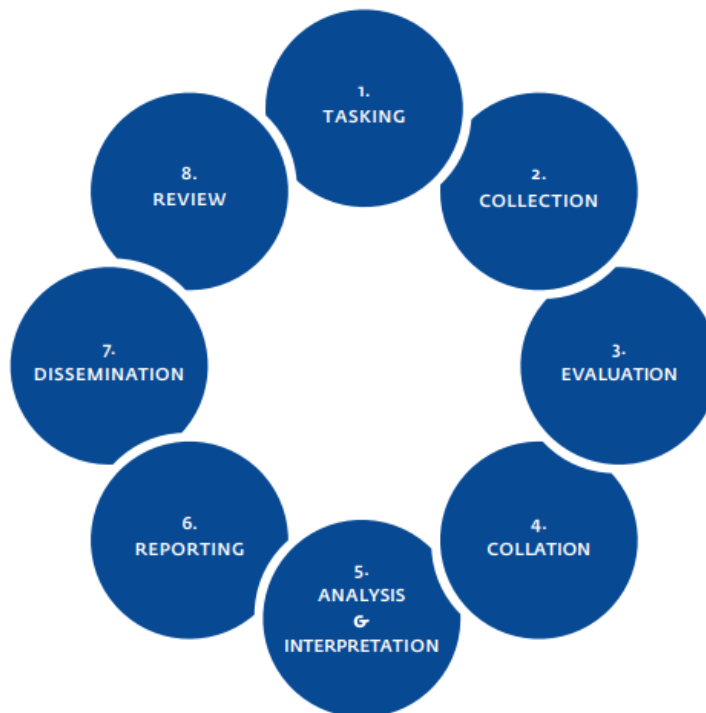 1.
TASKING
2.
COLLECTION
3.
EVALUATION
4.
COLLATION
5.
ANALYSIS
&
INTERPRETATION
6.
REPORTING
7.
DISSEMINATION
8.
REVIEW